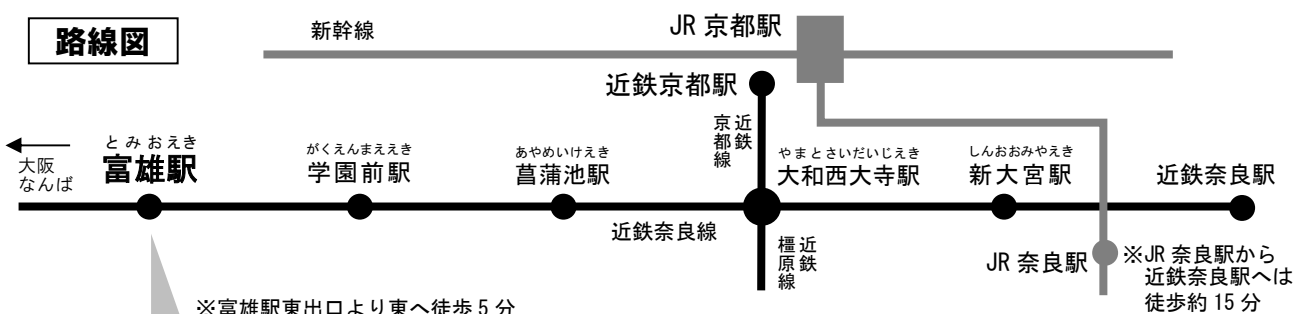 路線図
新幹線
JR 京都駅
近鉄京都駅
近鉄
京都線
大阪
なんば
とみおえき
富雄駅
がくえんまええき
学園前駅
あやめいけえき
菖蒲池駅
やまとさいだいじえき
大和西大寺駅
しんおおみやえき
新大宮駅
近鉄奈良駅
近鉄奈良線
近鉄
橿原線
JR 奈良駅
※JR 奈良駅から
近鉄奈良駅へは
徒歩約 15 分
※富雄駅東出口より東へ徒歩 5 分